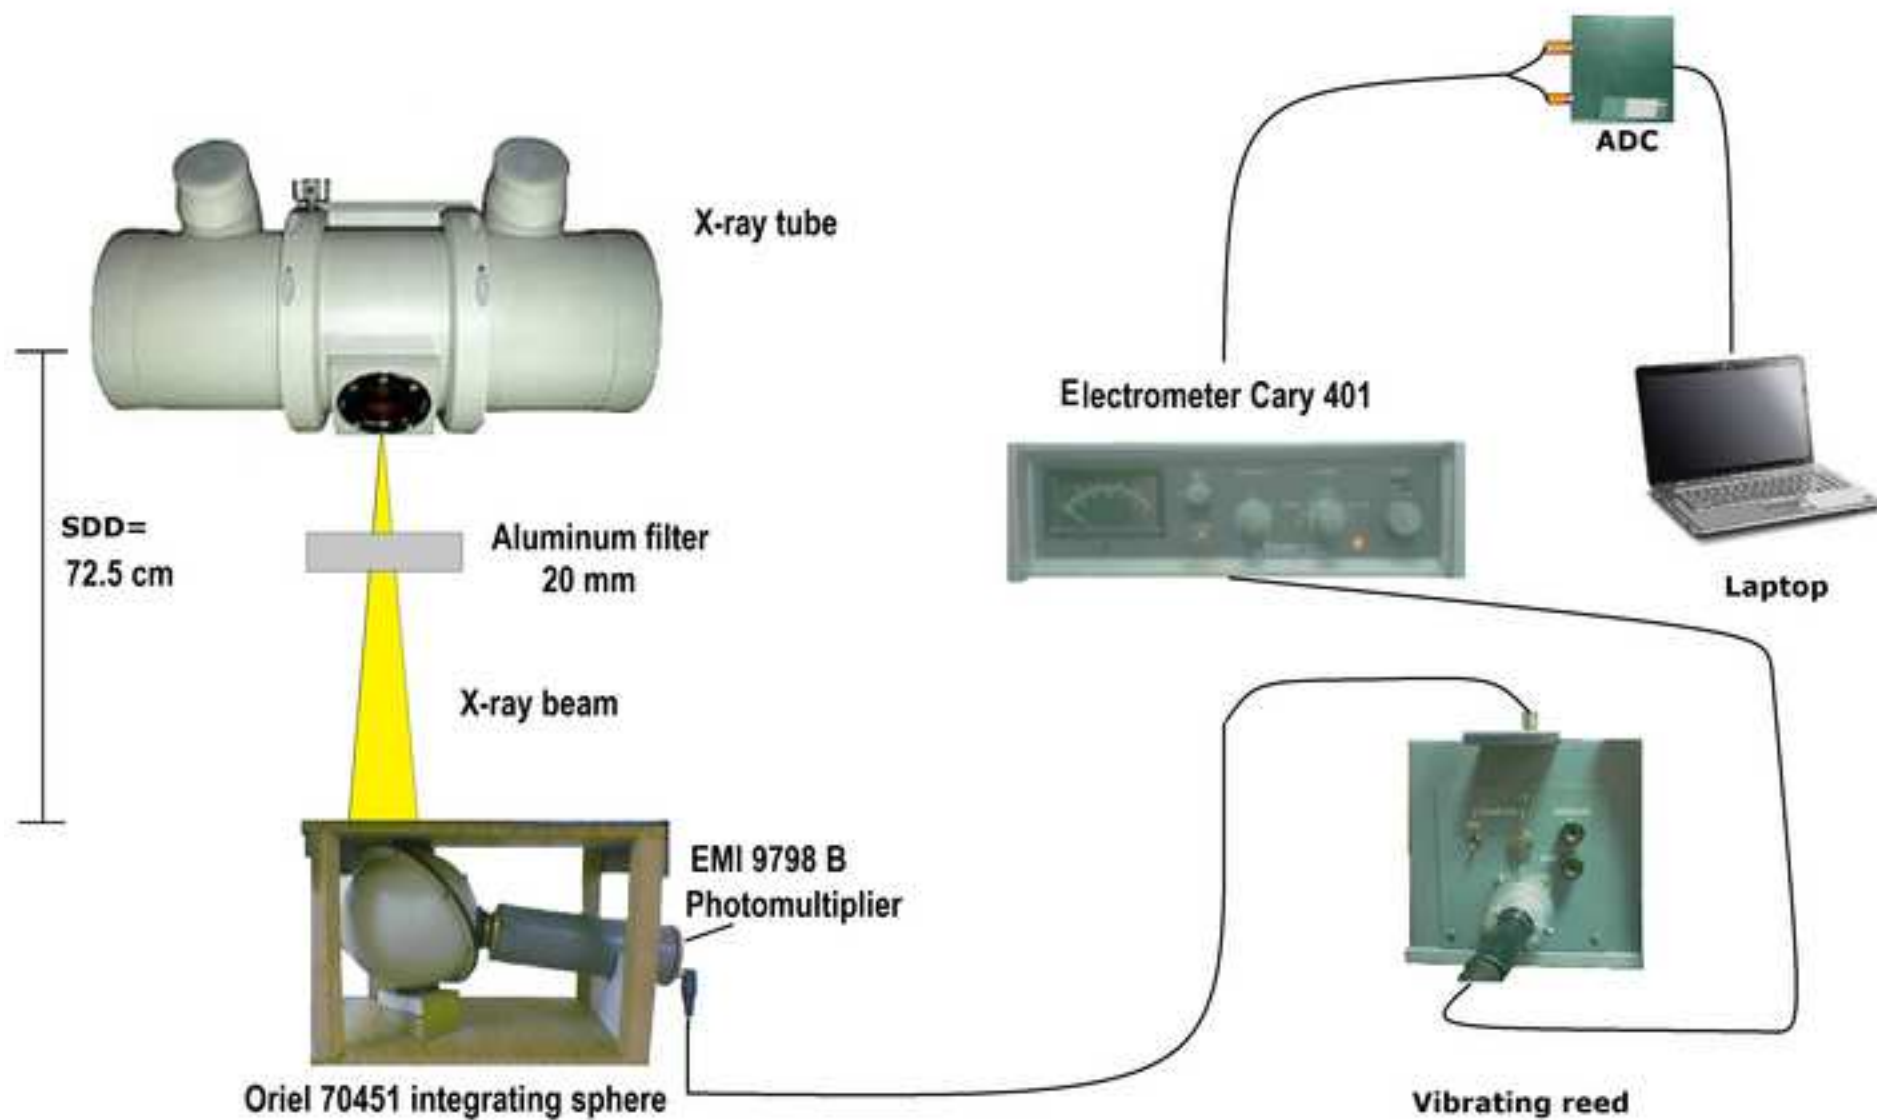 ADC
X-ray tube
Electrometer Cary 401
SDD=
72.5 cm
Aluminum filter
20 mm
Laptop
X-ray beam
EMI 9798 B
Photomultiplier
Oriel 70451 integrating sphere
Vibrating reed